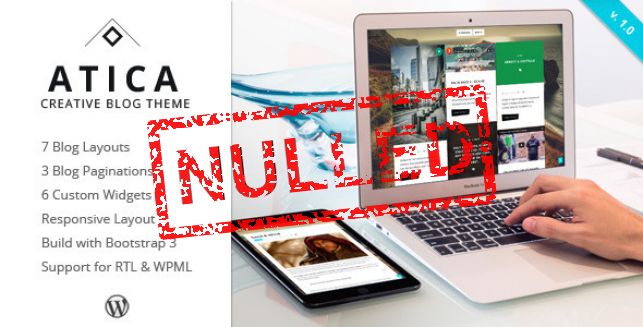 v. 1.0
ATICA
CREATIVE BLOG THEME
7 Blog Layouts
3 Blog Paginations
6 Custom Widgets
Responsive Layout
Build with Bootstrap 3
Support for RTL & WPML
NULLED